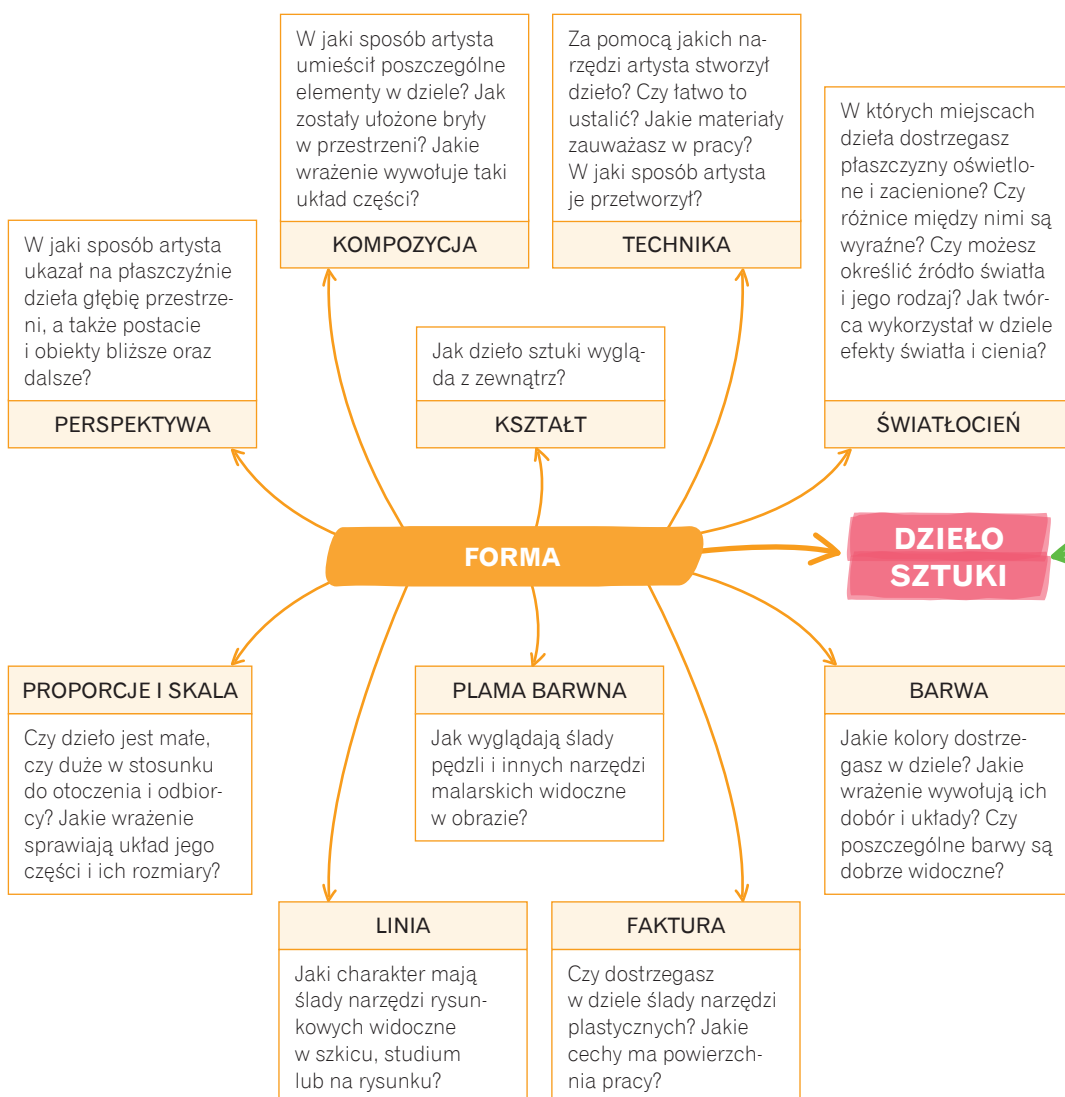 W jaki sposób artysta
umieścił poszczególne
elementy w dziele? Jak
zostały ułożone bryły
w przestrzeni? Jakie
wrażenie wywołuje taki
układ części?
KOMPOZYCJA
Za pomocą jakich na-
rzędzi artysta stworzył
dzieło? Czy łatwo to
ustalić? Jakie materiały
zauważasz w pracy?
W jaki sposób artysta
je przetworzył?
TECHNIKA
W których miejscach
dzieła dostrzegasz
płaszczyzny oświetlo-
ne i zacienione? Czy
różnice między nimi są
wyraźne? Czy możesz
określić źródło światła
i jego rodzaj? Jak twór-
ca wykorzystał w dziele
efekty światła i cienia?
ŚWIATŁOCIEŃ
W jaki sposób artysta
ukazał na płaszczyźnie
dzieła głębię przestrze-
ni, a także postacie
i obiekty bliższe oraz
dalsze?
PERSPEKTYWA
Jak dzieło sztuki wyglą-
da z zewnątrz?
KSZTAŁT
FORMA
DZIEŁO
SZTUKI
PROPORCJE I SKALA
Czy dzieło jest małe,
czy duże w stosunku
do otoczenia i odbior-
cy? Jakie wrażenie
sprawiają układ jego
części i ich rozmiary?
PLAMA BARWNA
Jak wyglądają ślady
pędzli i innych narzędzi
malarskich widoczne
w obrazie?
BARWA
Jakie kolory dostrze-
gasz w dziele? Jakie
wrażenie wywołują ich
dobór i układy? Czy
poszczególne barwy są
dobrze widoczne?
LINIA
Jaki charakter mają
ślady narzędzi rysun-
kowych widoczne
w szkicu, studium
lub na rysunku?
FAKTURA
Czy dostrzegasz
w dziele ślady narzędzi
plastycznych? Jakie
cechy ma powierzch-
nia pracy?